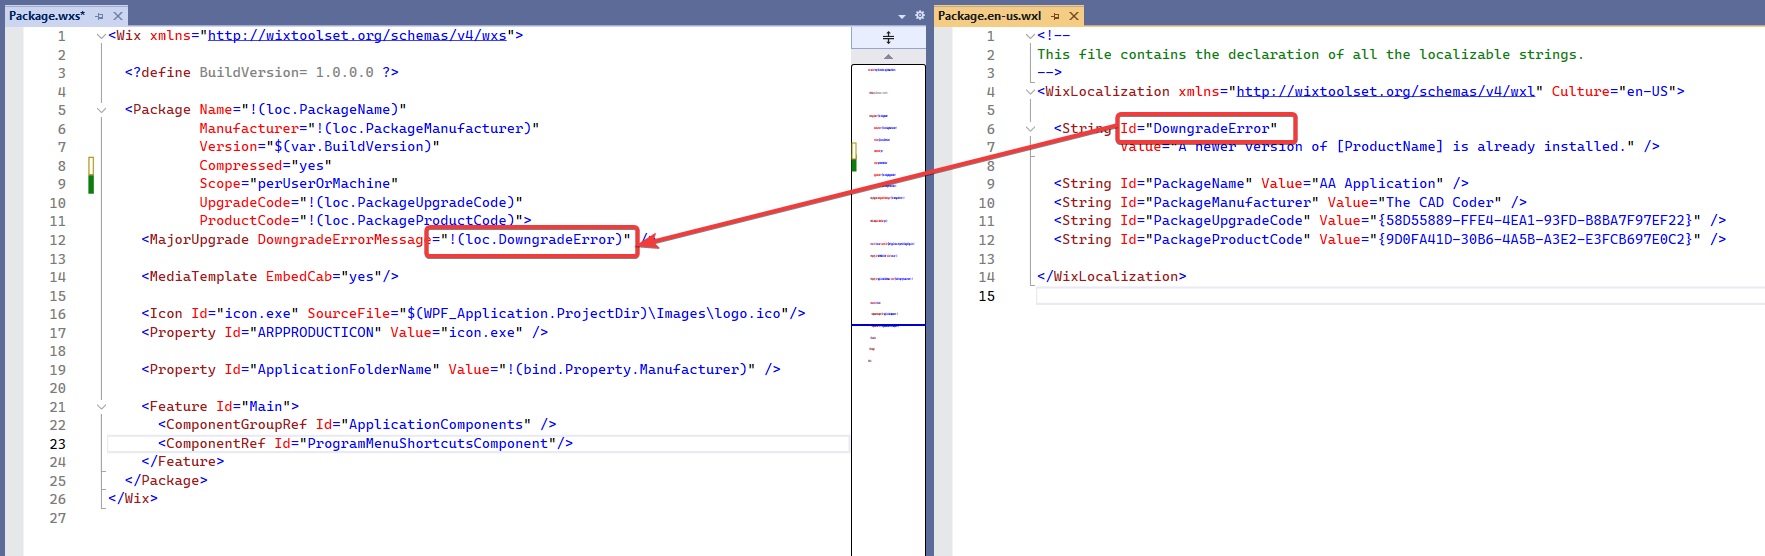 Package.wxs*
1 <Wix xmlns="http://wixtoolset.org/schemas/v4/wxs">
2
3 <?define BuildVersion= 1.0.0.0 ?>
4
5 <Package Name="!(loc.PackageName)"
6 Manufacturer="!(loc.PackageManufacturer)"
7 Version="$(var.BuildVersion)"
8 Compressed="yes"
9 Scope="perUserOrMachine"
10 UpgradeCode="!(loc.PackageUpgradeCode)"
11 ProductCode="!(loc.PackageProductCode)">
12 <MajorUpgrade DowngradeErrorMessage="!(loc.DowngradeError)" />
13
14 <MediaTemplate EmbedCab="yes"/>
15
16 <Icon Id="icon.exe" SourceFile="$(WPF_Application.ProjectDir)\Images\logo.ico"/>
17 <Property Id="ARPPRODUCTICON" Value="icon.exe" />
18
19 <Property Id="ApplicationFolderName" Value="!(bind.Property.Manufacturer)" />
20
21 <Feature Id="Main">
22 <ComponentGroupRef Id="ApplicationComponents" />
23 <ComponentRef Id="ProgramMenuShortcutsComponent"/>
24 </Feature>
25 </Package>
26 </Wix>
27
Package.en-us.wxl
1 <!--
2 This file contains the declaration of all the localizable strings.
3 -->
4 <WixLocalization xmlns="http://wixtoolset.org/schemas/v4/wxl" Culture="en-US">
5
6 <String Id="DowngradeError"
7 Value="A newer version of [ProductName] is already installed." />
8
9 <String Id="PackageName" Value="AA Application" />
10 <String Id="PackageManufacturer" Value="The CAD Coder" />
11 <String Id="PackageUpgradeCode" Value="{58D55889-FFE4-4EA1-93FD-B8BA7F97EF22}" />
12 <String Id="PackageProductCode" Value="{9D0FA41D-30B6-4A5B-A3E2-E3FCB697E0C2}" />
13
14 </WixLocalization>
15